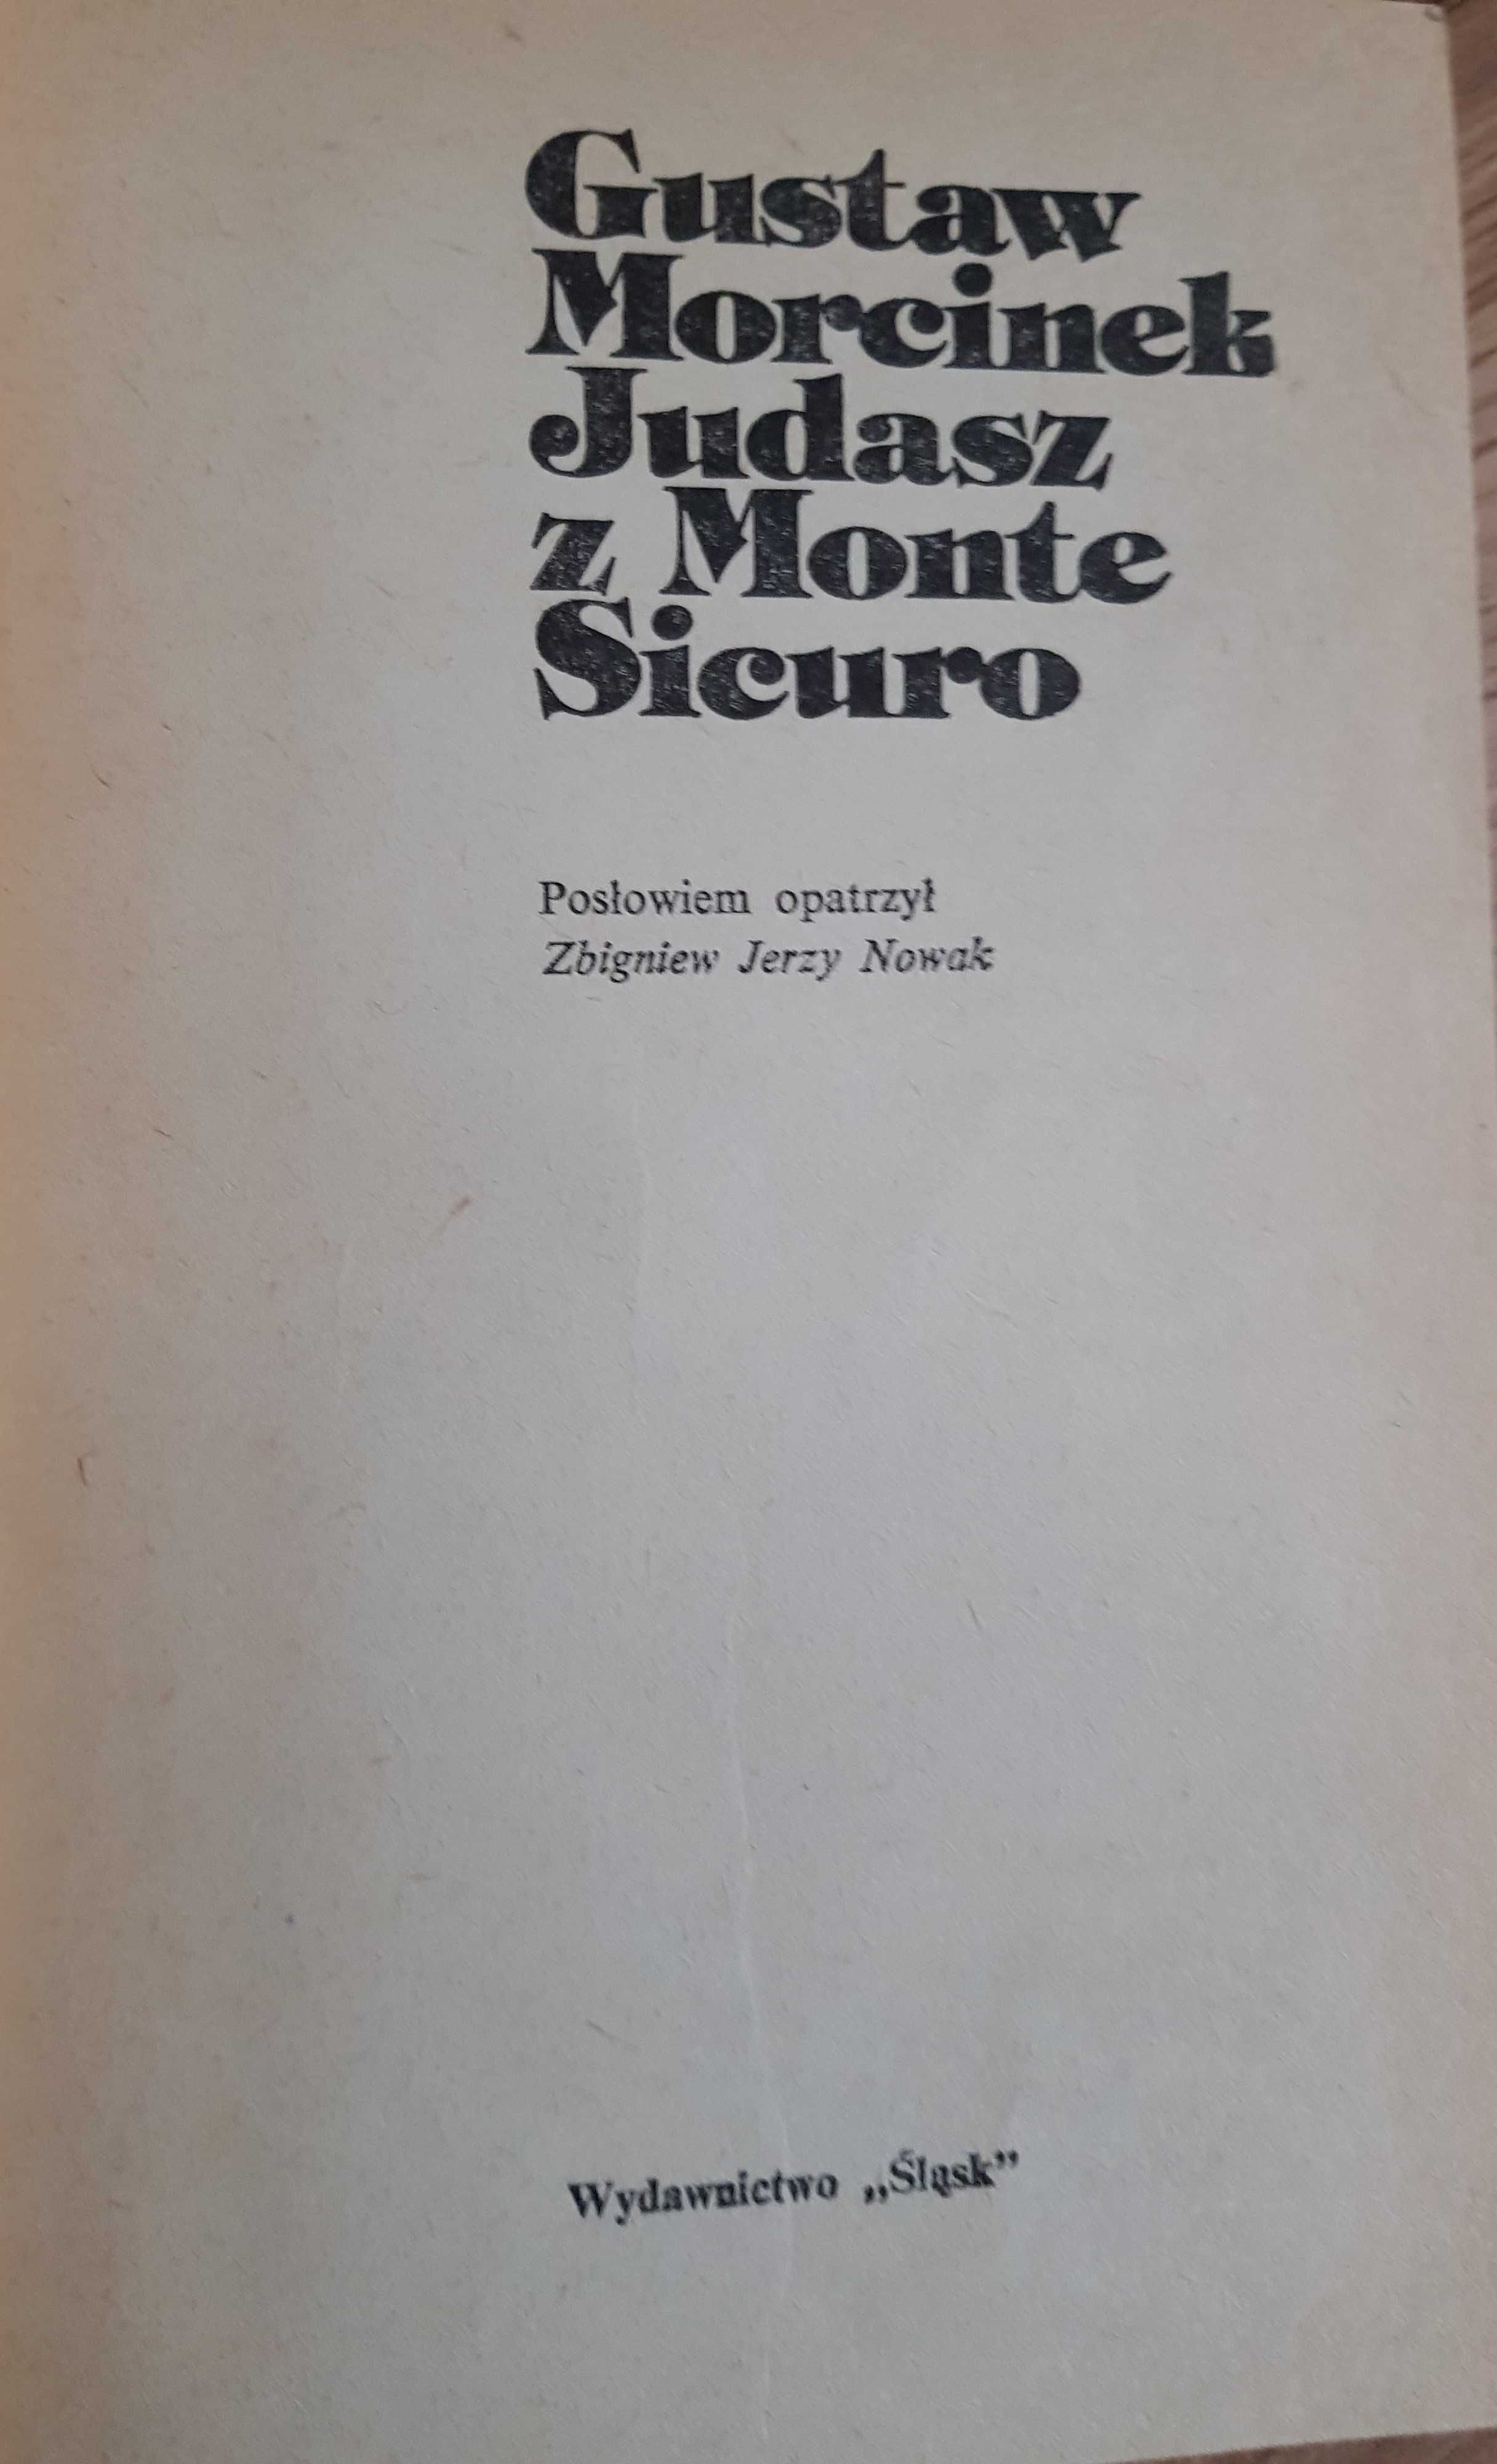 Gustaw
Morcinek
Judasz
z Monte
Sicuro
Posłowiem opatrzył
Zbigniew Jerzy Nowak
Wydawnictwo „Śląsk”